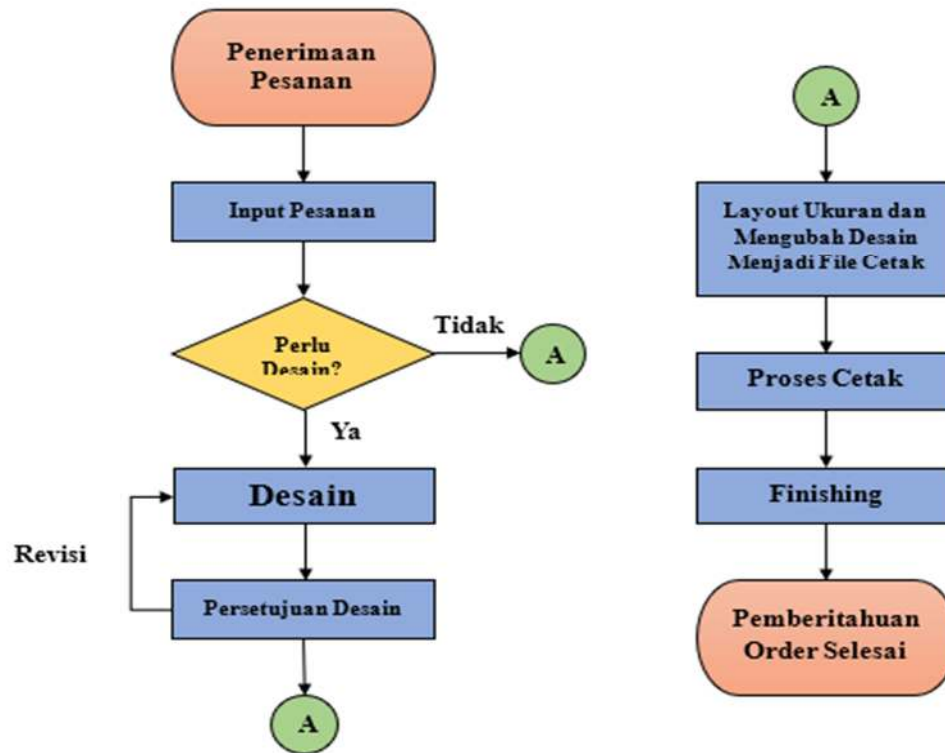 Penerimaan
Pesanan
Input Pesanan
Perlu
Desain?
Tidak
A
Ya
Desain
Revisi
Persetujuan Desain
A
A
Layout Ukuran dan
Mengubah Desain
Menjadi File Cetak
Proses Cetak
Finishing
Pemberitahuan
Order Selesai